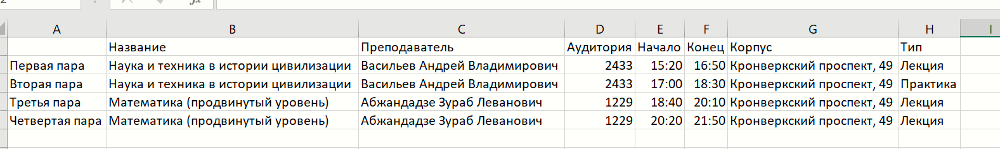 2
fx
A B C D E F G H I
Название Преподаватель Аудитория Начало Конец Корпус Тип
Первая пара Наука и техника в истории цивилизации Васильев Андрей Владимирович 2433 15:20 16:50 Кронверкский проспект, 49 Лекция
Вторая пара Наука и техника в истории цивилизации Васильев Андрей Владимирович 2433 17:00 18:30 Кронверкский проспект, 49 Практика
Третья пара Математика (продвинутый уровень) Абжандадзе Зураб Леванович 1229 18:40 20:10 Кронверкский проспект, 49 Лекция
Четвертая пара Математика (продвинутый уровень) Абжандадзе Зураб Леванович 1229 20:20 21:50 Кронверкский проспект, 49 Лекция